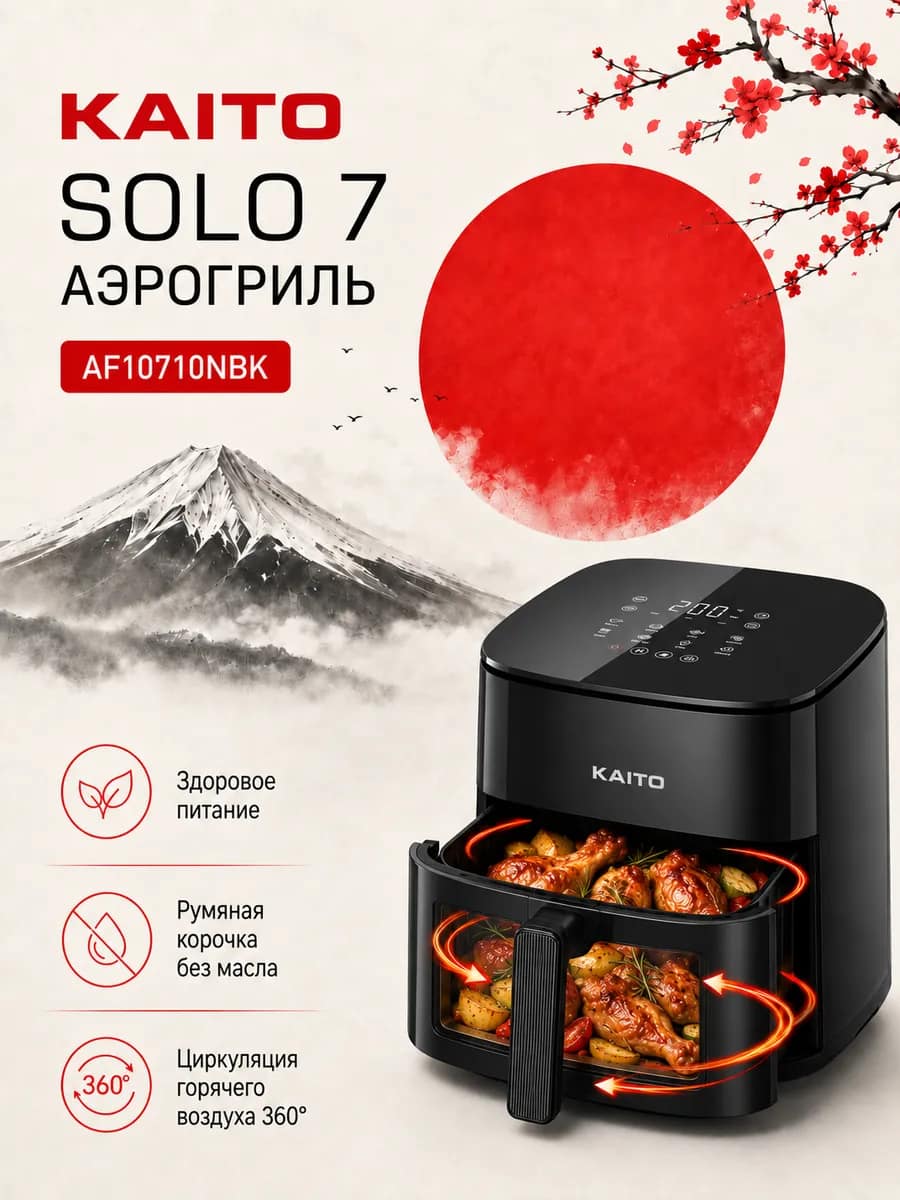 KAITO
SOLO 7
АЭРОГРИЛЬ
AF10710NBK
200
KAITO
Здоровое
питание
Румяная
корочка
без масла
360°
Циркуляция
горячего
воздуха 360°